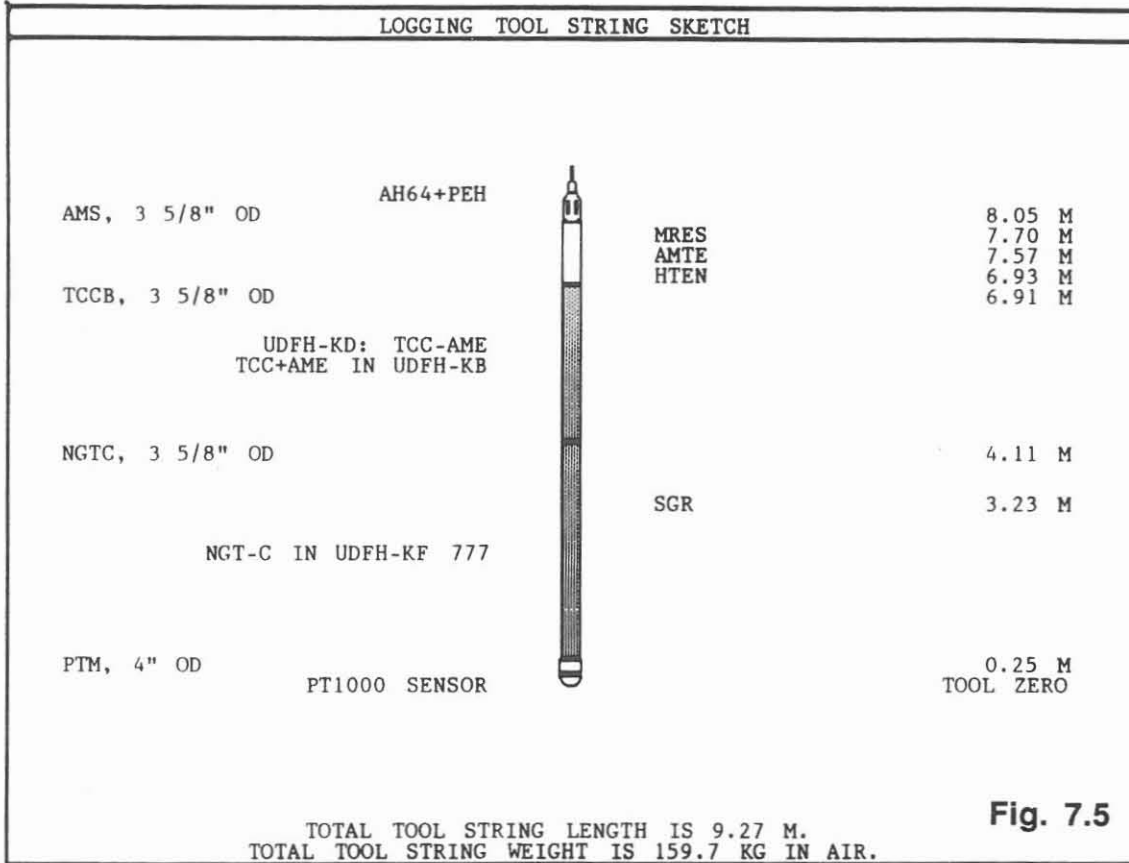 LOGGING TOOL STRING SKETCH
AH64+PEH
AMS, 3 5/8" OD 8.05 M
MRES 7.70 M
AMTE 7.57 M
HTEN 6.93 M
TCCB, 3 5/8" OD 6.91 M
UDFH-KD: TCC-AME
TCC+AME IN UDFH-KB
NGTC, 3 5/8" OD 4.11 M
SGR 3.23 M
NGT-C IN UDFH-KF 777
PTM, 4" OD 0.25 M
PT1000 SENSOR TOOL ZERO
Fig. 7.5
TOTAL TOOL STRING LENGTH IS 9.27 M.
TOTAL TOOL STRING WEIGHT IS 159.7 KG IN AIR.